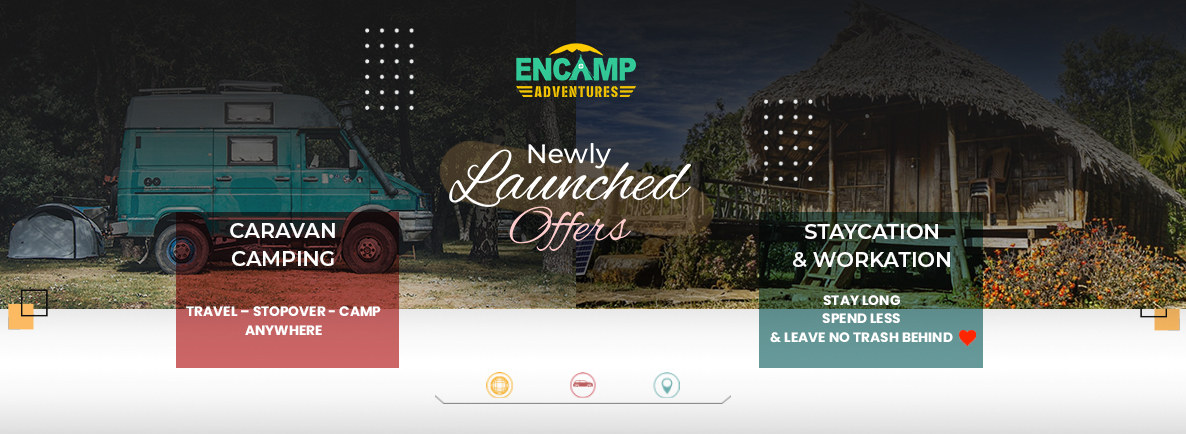 ENCAMP
ADVENTURES
Newly
Launched
Offers
CARAVAN
CAMPING
TRAVEL – STOPOVER - CAMP
ANYWHERE
STAYCATION
& WORKATION
STAY LONG
SPEND LESS
& LEAVE NO TRASH BEHIND ❤